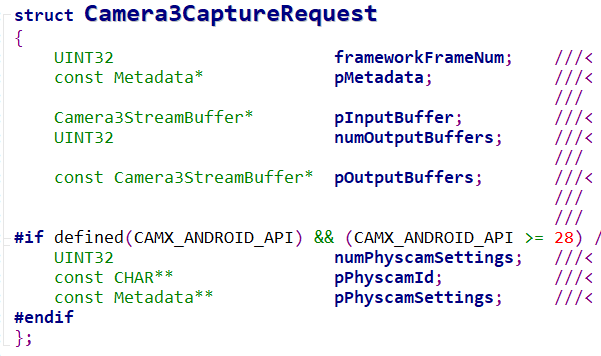 struct Camera3CaptureRequest
{
UINT32 frameworkFrameNum; ///<
const Metadata* pMetadata; ///<
///
Camera3StreamBuffer* pInputBuffer; ///<
UINT32 numOutputBuffers; ///<
///
const Camera3StreamBuffer* pOutputBuffers; ///<
///
///
#if defined(CAMX_ANDROID_API) && (CAMX_ANDROID_API >= 28) /
UINT32 numPhyscamSettings; ///<
const CHAR** pPhyscamId; ///<
const Metadata** pPhyscamSettings; ///<
#endif
};